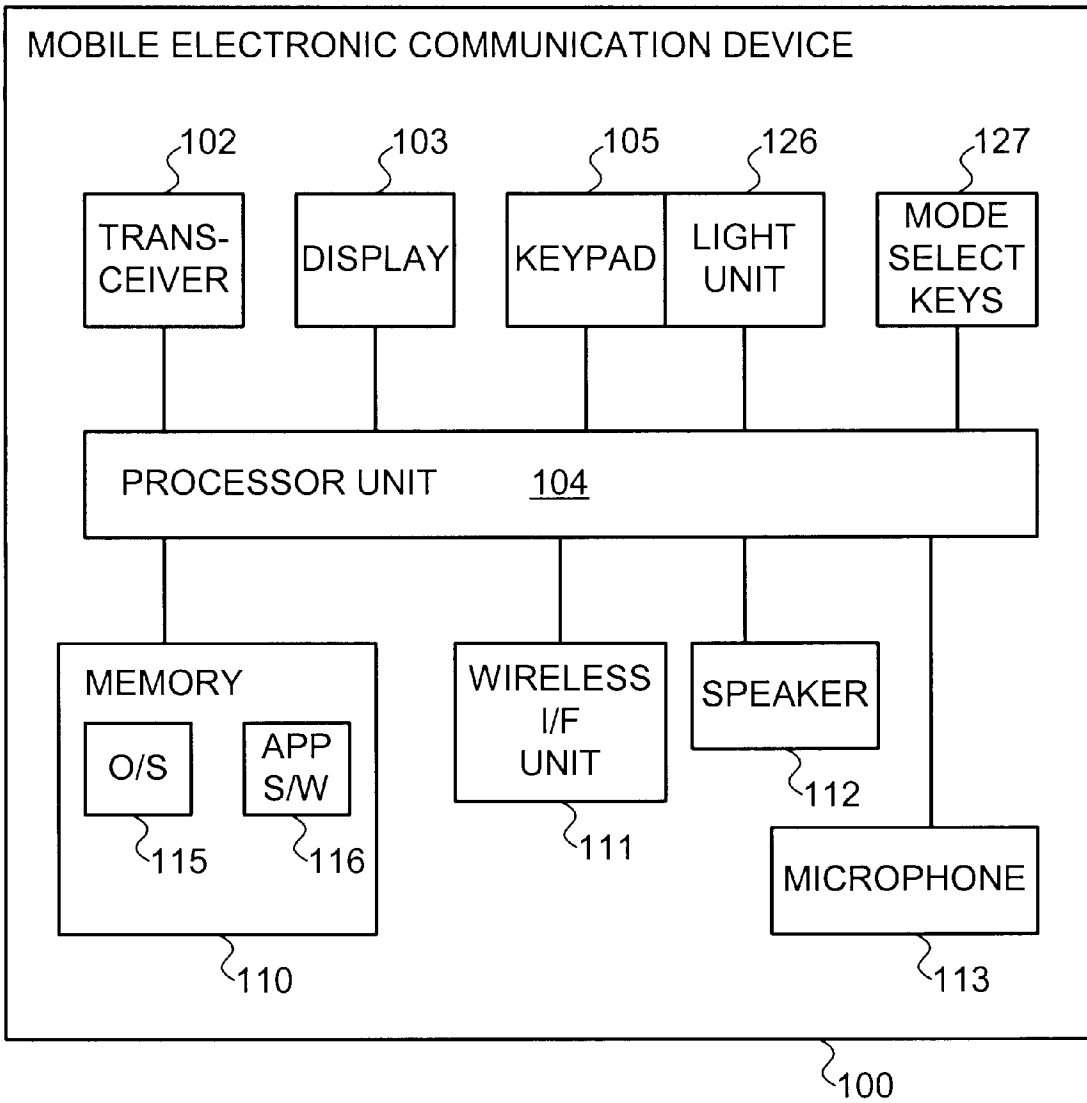 MOBILE ELECTRONIC COMMUNICATION DEVICE
102
103
105
126
127
TRANS-
CEIVER
DISPLAY
KEYPAD
LIGHT
UNIT
MODE
SELECT
KEYS
PROCESSOR UNIT 104
MEMORY
O/S
115
APP
S/W
116
110
WIRELESS
I/F
UNIT
111
SPEAKER
112
MICROPHONE
113
100